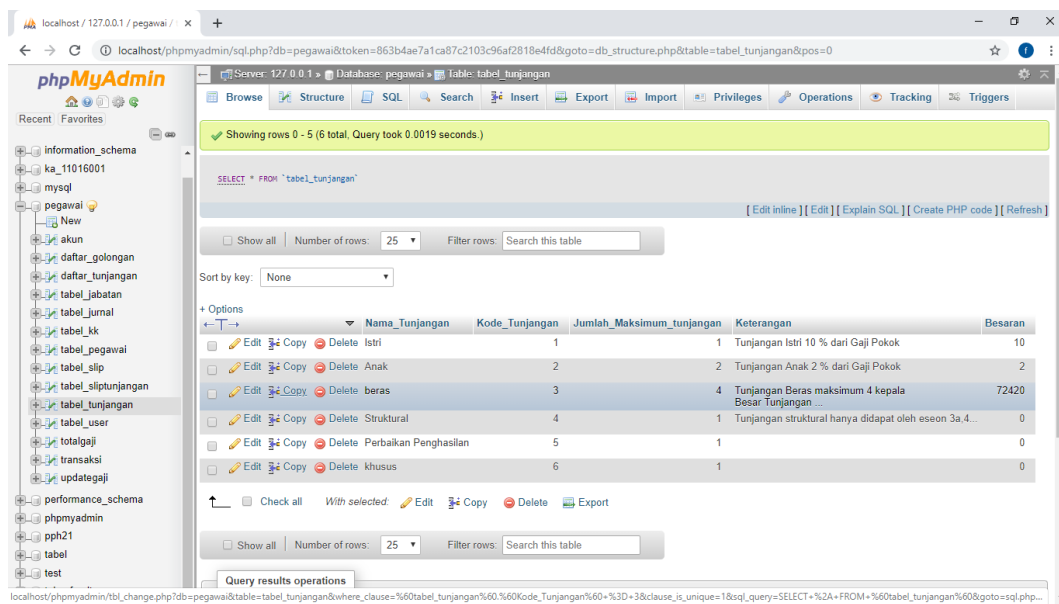 localhost / 127.0.0.1 / pegawai /
localhost/phpmyadmin/sql.php?db=pegawai&token=863b4ae7a1ca87c2103c96af2818e4fd&goto=db_structure.php&table=tabel_tunjangan&pos=0
f
phpMyAdmin
Recent Favorites
information_schema
ka_11016001
mysql
pegawai
New
akun
daftar_golongan
daftar_tunjangan
tabel_jabatan
tabel_jurnal
tabel_kk
tabel_pegawai
tabel_slip
tabel_sliptunjangan
tabel_tunjangan
tabel_user
totalgaji
transaksi
updategaji
performance_schema
phpmyadmin
pph21
tabel
test
Server: 127.0.0.1 » Database: pegawai » Table: tabel_tunjangan
Browse Structure SQL Search Insert Export Import Privileges Operations Tracking Triggers
Showing rows 0 - 5 (6 total, Query took 0.0019 seconds.)
SELECT * FROM `tabel_tunjangan`
[ Edit inline ] [ Edit ] [ Explain SQL ] [ Create PHP code ] [ Refresh ]
Show all Number of rows: 25 Filter rows: Search this table
Sort by key: None
+ Options
←T→ Nama_Tunjangan Kode_Tunjangan Jumlah_Maksimum_tunjangan Keterangan Besaran
Edit Copy Delete Istri 1 1 Tunjangan Istri 10 % dari Gaji Pokok 10
Edit Copy Delete Anak 2 2 Tunjangan Anak 2 % dari Gaji Pokok 2
Edit Copy Delete beras 3 4 Tunjangan Beras maksimum 4 kepala 72420
Besar Tunjangan ...
Edit Copy Delete Struktural 4 1 Tunjangan struktural hanya didapat oleh eseon 3a,4... 0
Edit Copy Delete Perbaikan Penghasilan 5 1 0
Edit Copy Delete khusus 6 1 0
Check all With selected: Edit Copy Delete Export
Show all Number of rows: 25 Filter rows: Search this table
Query results operations
localhost/phpmyadmin/tbl_change.php?db=pegawai&table=tabel_tunjangan&where_clause=%60tabel_tunjangan%60.%60Kode_Tunjangan%60+%3D+3&clause_is_unique=1&sql_query=SELECT+%2A+FROM+%60tabel_tunjangan%60&goto=sql.php...